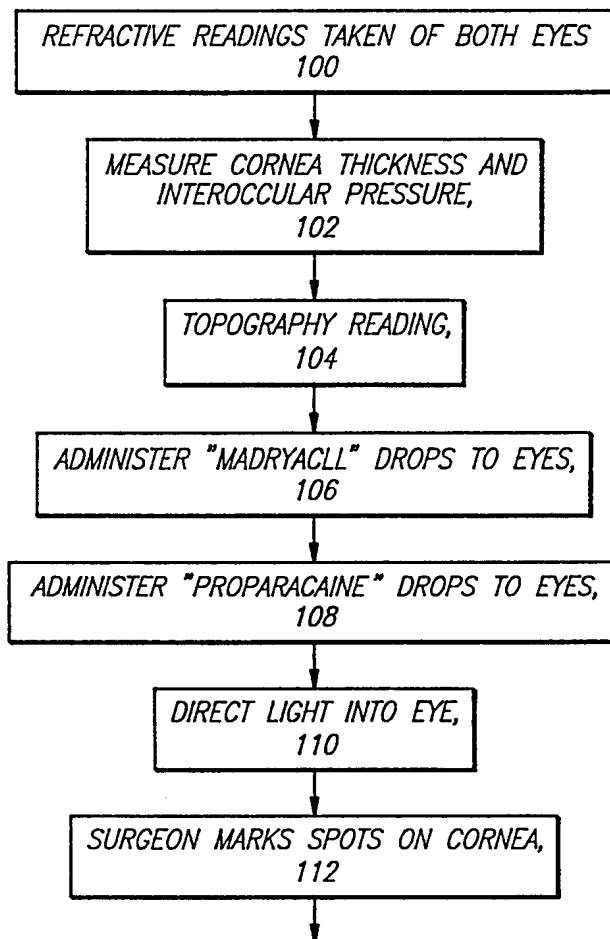 REFRACTIVE READINGS TAKEN OF BOTH EYES
100
MEASURE CORNEA THICKNESS AND
INTEROCCULAR PRESSURE,
102
TOPOGRAPHY READING,
104
ADMINISTER "MADRYACLL" DROPS TO EYES,
106
ADMINISTER "PROPARACAINE" DROPS TO EYES,
108
DIRECT LIGHT INTO EYE,
110
SURGEON MARKS SPOTS ON CORNEA,
112